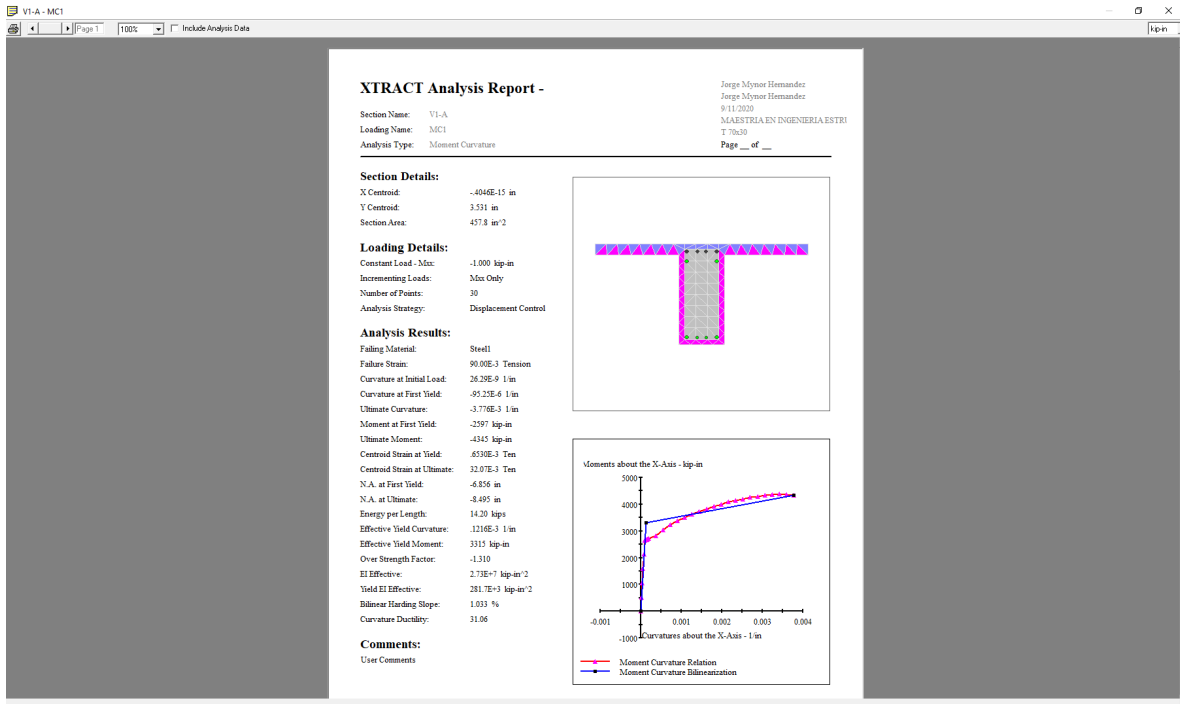 V1-A - MC1
Page 1
100%
Include Analysis Data
kip-in
XTRACT Analysis Report -
Jorge Mynor Hernandez
Jorge Mynor Hernandez
9/11/2020
MAESTRIA EN INGENIERIA ESTRU
T 70x30
Page __ of __
Section Name: V1-A
Loading Name: MC1
Analysis Type: Moment Curvature
Section Details:
X Centroid: -.4046E-15 in
Y Centroid: 3.531 in
Section Area: 457.8 in^2
Loading Details:
Constant Load - Mxx: -1.000 kip-in
Incrementing Loads: Mxx Only
Number of Points: 30
Analysis Strategy: Displacement Control
Analysis Results:
Failing Material: Steel1
Failure Strain: 90.00E-3 Tension
Curvature at Initial Load: 26.29E-9 1/in
Curvature at First Yield: -95.25E-6 1/in
Ultimate Curvature: -3.776E-3 1/in
Moment at First Yield: -2597 kip-in
Ultimate Moment: -4345 kip-in
Centroid Strain at Yield: .6530E-3 Ten
Centroid Strain at Ultimate: 32.07E-3 Ten
N.A. at First Yield: -6.856 in
N.A. at Ultimate: -8.495 in
Energy per Length: 14.20 kips
Effective Yield Curvature: .1216E-3 1/in
Effective Yield Moment: 3315 kip-in
Over Strength Factor: -1.310
EI Effective: 2.73E+7 kip-in^2
Yield EI Effective: 281.7E+3 kip-in^2
Bilinear Harding Slope: 1.033 %
Curvature Ductility: 31.06
Comments:
User Comments
Moments about the X-Axis - kip-in
5000
4000
3000
2000
1000
-0.001 0.001 0.002 0.003 0.004
-1000
Curvatures about the X-Axis - 1/in
Moment Curvature Relation
Moment Curvature Bilinearization